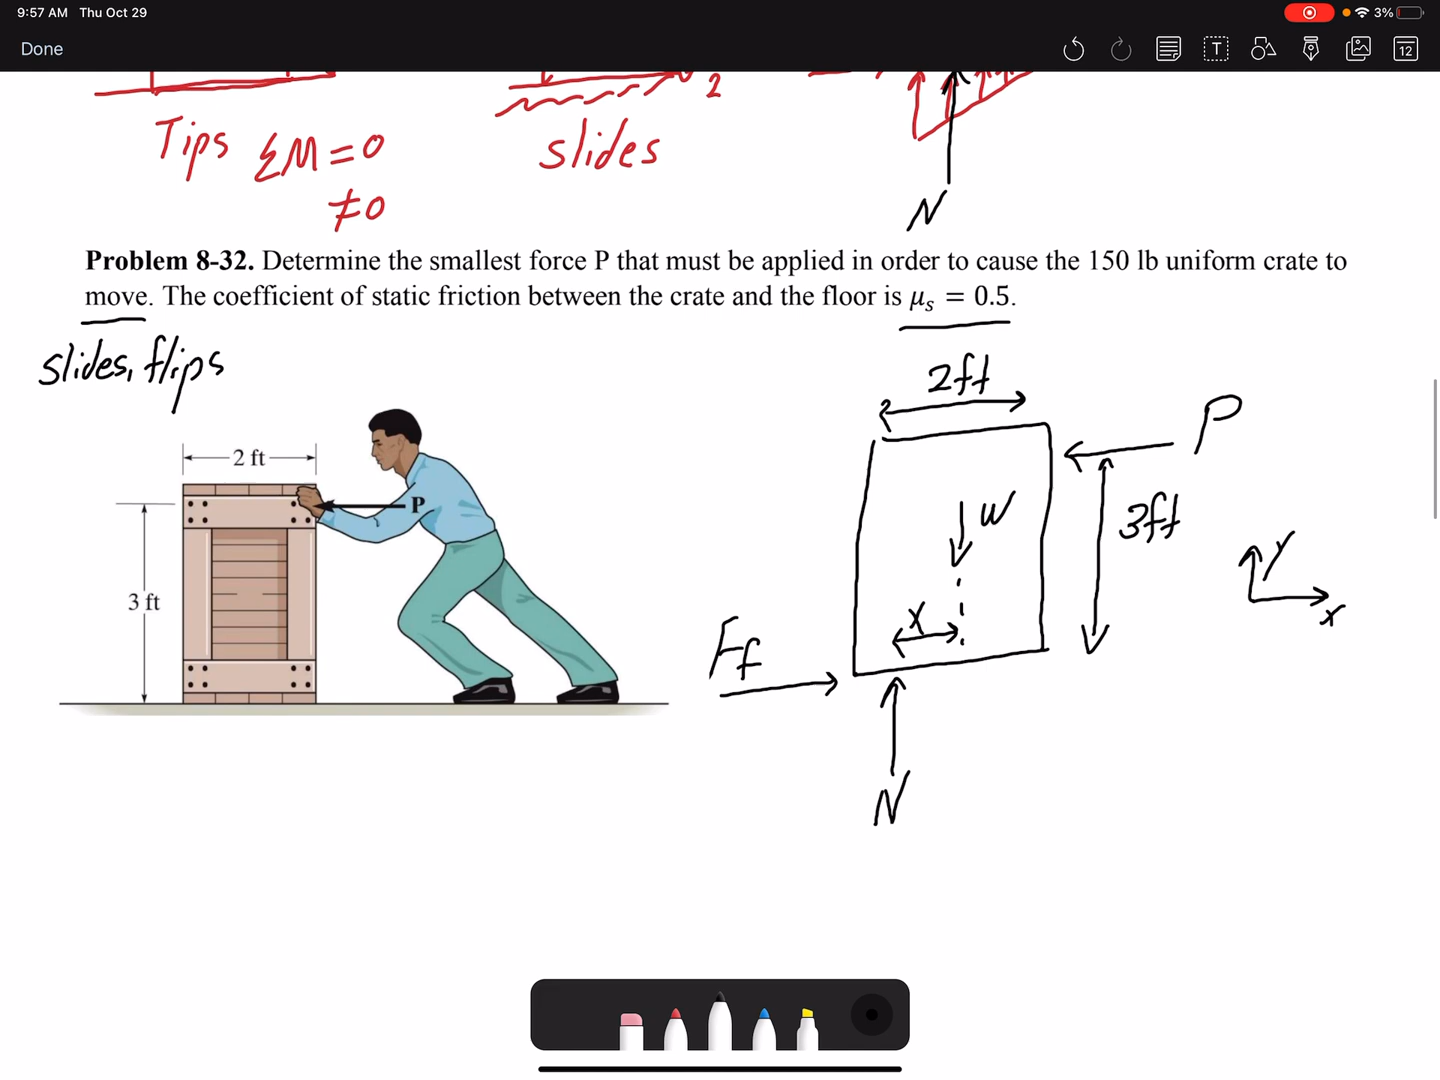 9:57 AM Thu Oct 29
3%
Done
T
12
2
Tips ΣM=0
≠0
slides
N
Problem 8-32. Determine the smallest force P that must be applied in order to cause the 150 lb uniform crate to
move. The coefficient of static friction between the crate and the floor is μs = 0.5.
slides, flips
2 ft
P
3 ft
2ft
P
W
3ft
x
Ff
N
Y
x